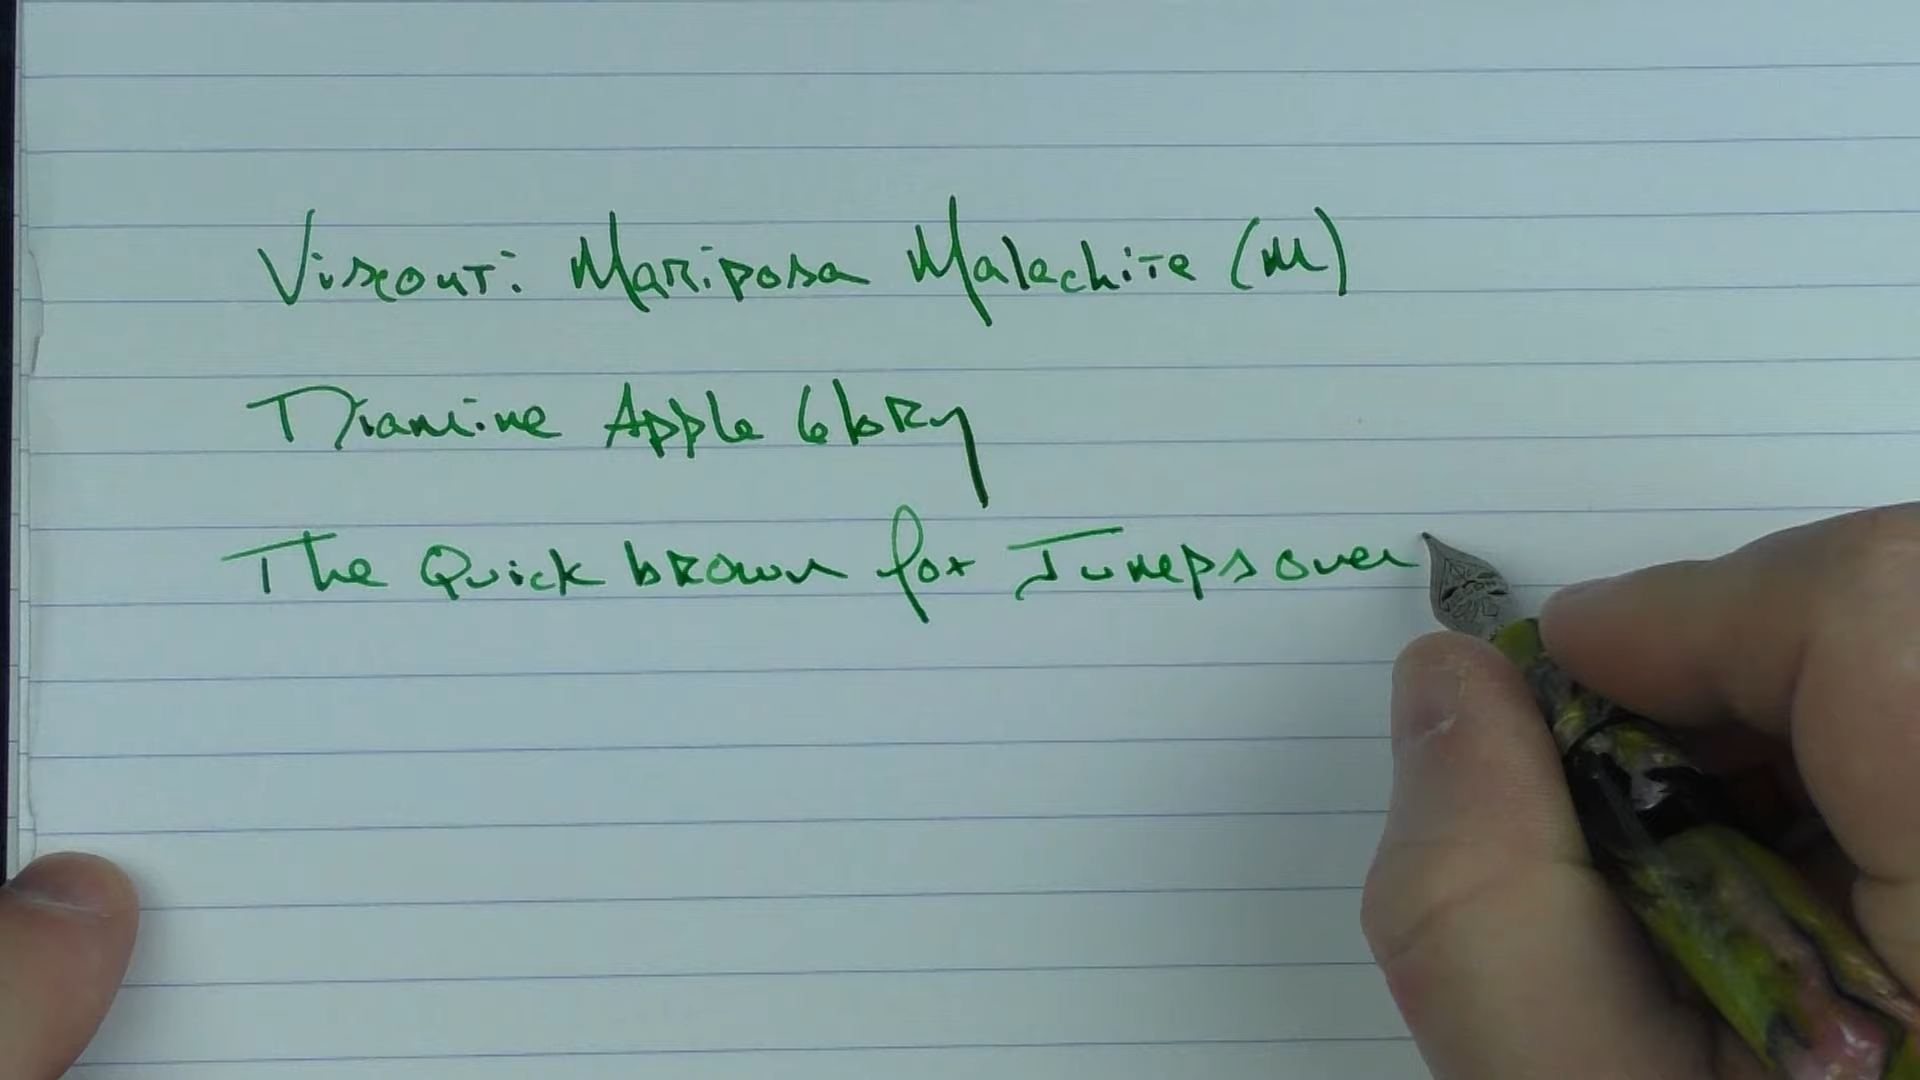 Visconti Mariposa Malachite (M)
Diamine Apple Glory
The Quick brown fox Jumps over